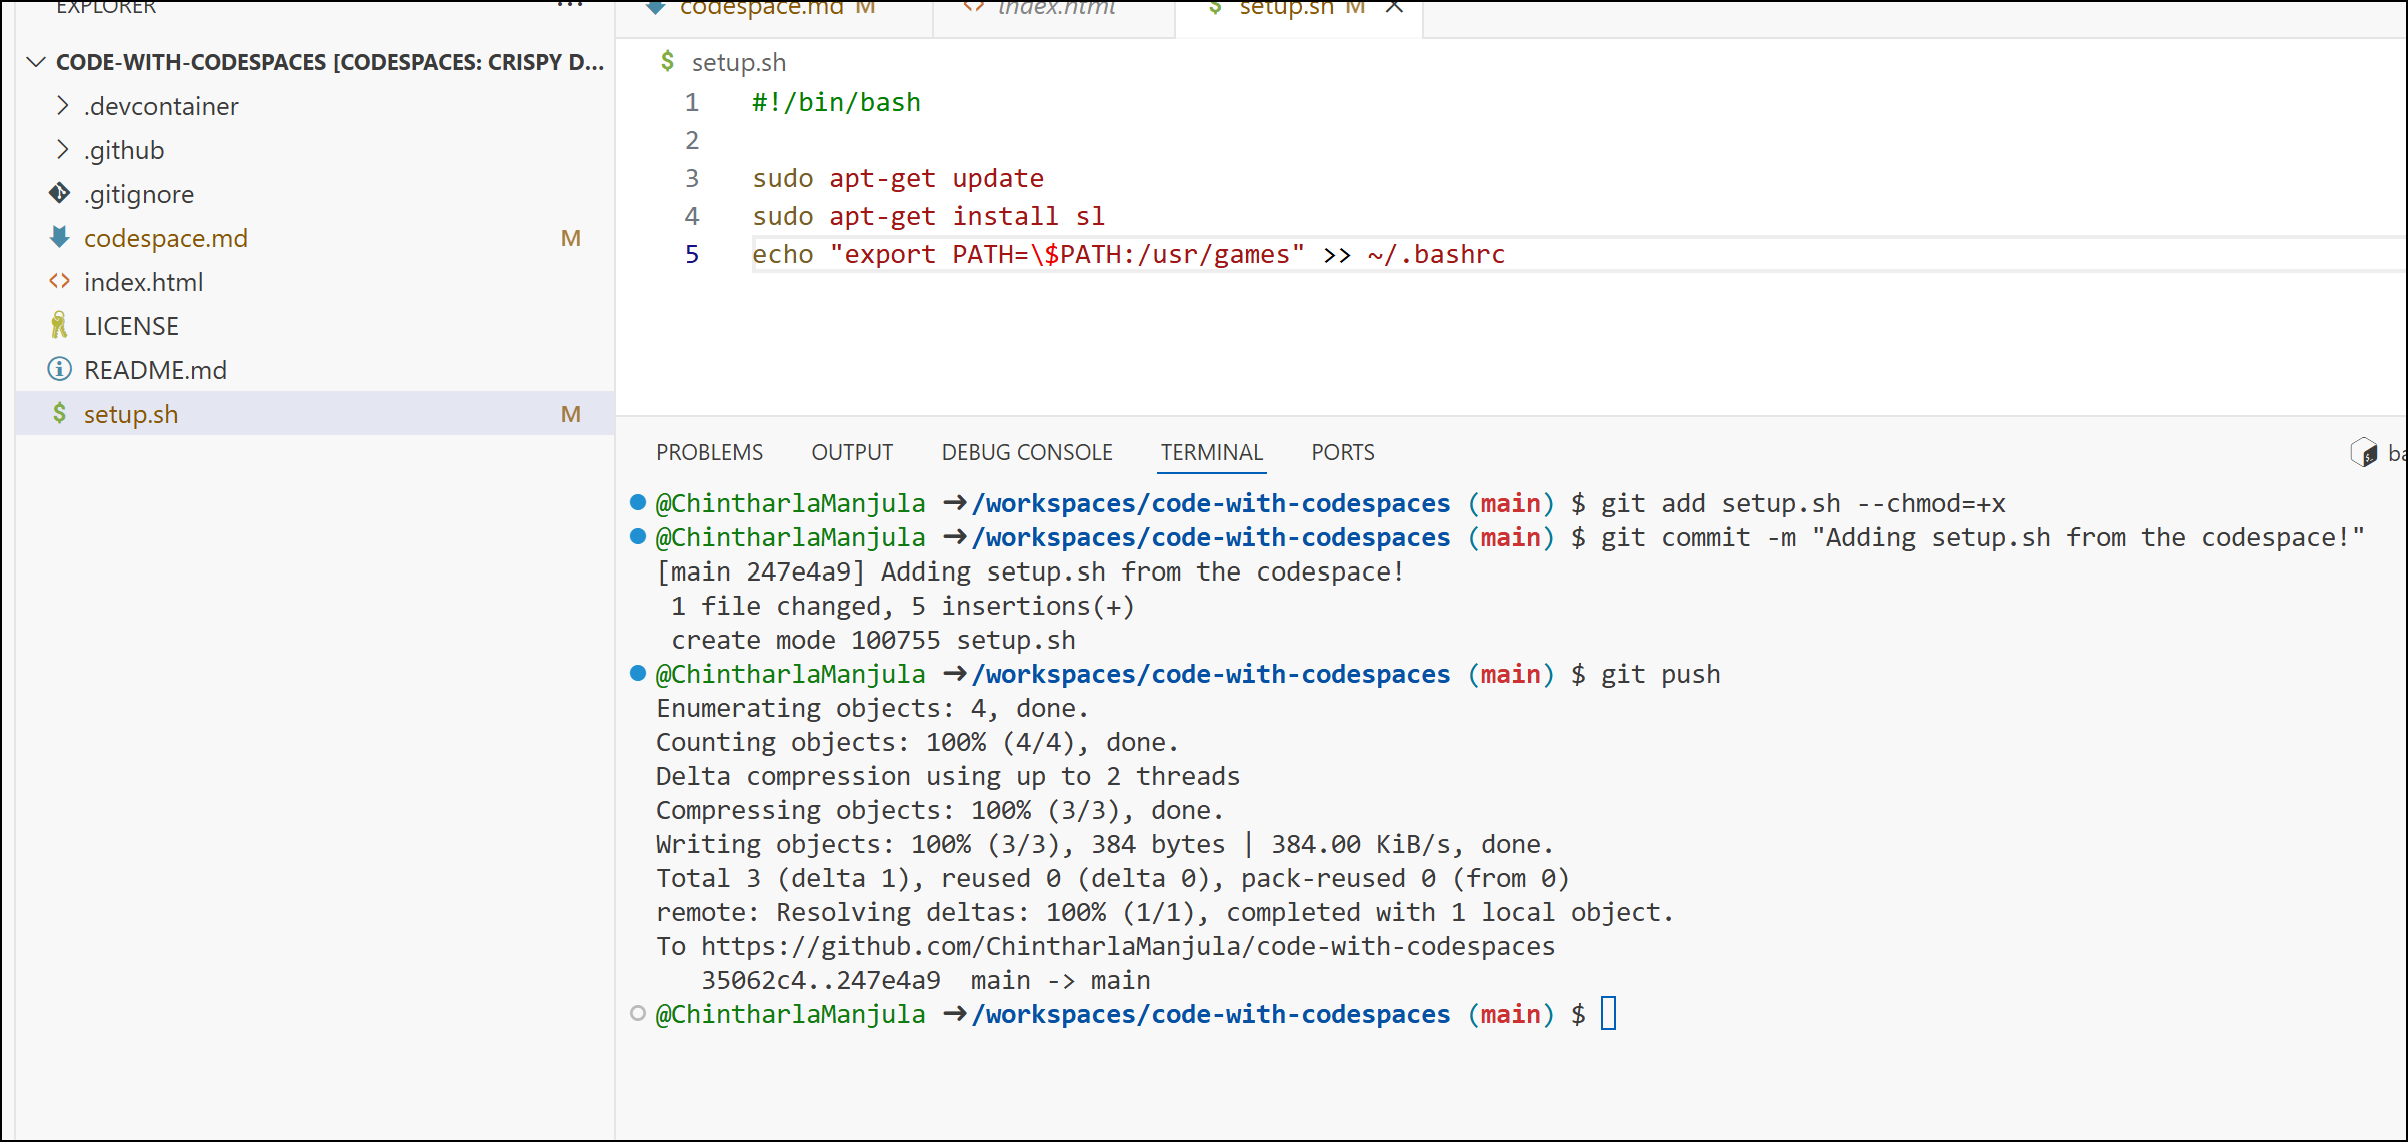 EXPLORER ...
CODE-WITH-CODESPACES [CODESPACES: CRISPY D...
.devcontainer
.github
.gitignore
codespace.md M
index.html
LICENSE
README.md
setup.sh M
codespace.md M
index.html
setup.sh M
$ setup.sh
1 #!/bin/bash
2
3 sudo apt-get update
4 sudo apt-get install sl
5 echo "export PATH=\$PATH:/usr/games" >> ~/.bashrc
PROBLEMS OUTPUT DEBUG CONSOLE TERMINAL PORTS
@ChintharlaManjula →/workspaces/code-with-codespaces (main) $ git add setup.sh --chmod=+x
@ChintharlaManjula →/workspaces/code-with-codespaces (main) $ git commit -m "Adding setup.sh from the codespace!"
[main 247e4a9] Adding setup.sh from the codespace!
1 file changed, 5 insertions(+)
create mode 100755 setup.sh
@ChintharlaManjula →/workspaces/code-with-codespaces (main) $ git push
Enumerating objects: 4, done.
Counting objects: 100% (4/4), done.
Delta compression using up to 2 threads
Compressing objects: 100% (3/3), done.
Writing objects: 100% (3/3), 384 bytes | 384.00 KiB/s, done.
Total 3 (delta 1), reused 0 (delta 0), pack-reused 0 (from 0)
remote: Resolving deltas: 100% (1/1), completed with 1 local object.
To https://github.com/ChintharlaManjula/code-with-codespaces
35062c4..247e4a9 main -> main
@ChintharlaManjula →/workspaces/code-with-codespaces (main) $